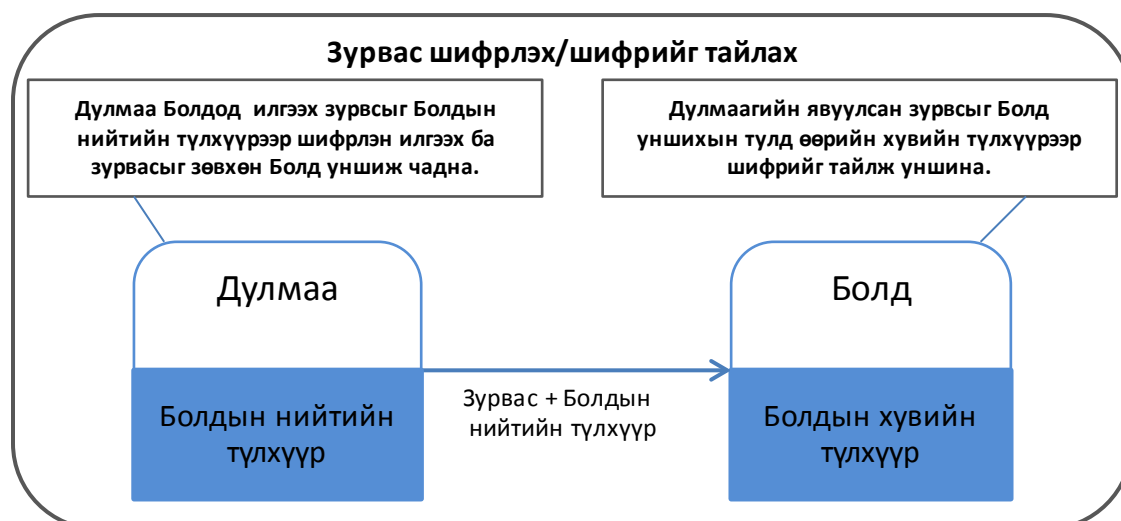 Зурвас шифрлэх/шифрийг тайлах
Дулмаа Болдод илгээх зурвсыг Болдын
нийтийн түлхүүрээр шифрлэн илгээх ба
зурвасыг зөвхөн Болд уншиж чадна.
Дулмаагийн явуулсан зурвсыг Болд
уншихын тулд өөрийн хувийн түлхүүрээр
шифрийг тайлж уншина.
Дулмаа
Болд
Болдын нийтийн
түлхүүр
Зурвас + Болдын
нийтийн түлхүүр
Болдын хувийн
түлхүүр